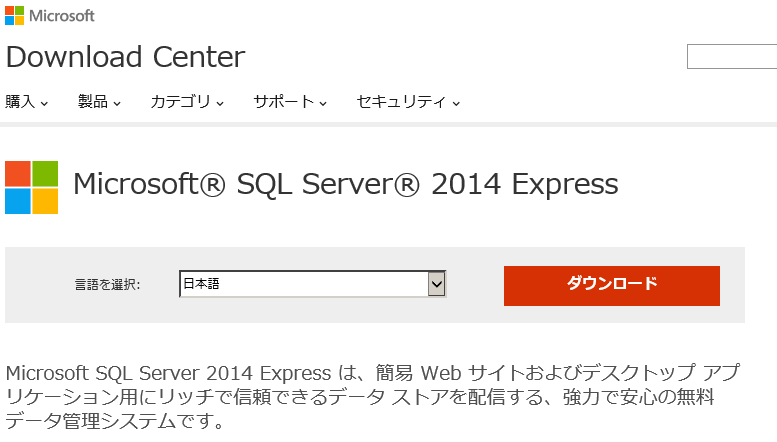 Microsoft
Download Center
購入 製品 カテゴリ サポート セキュリティ
Microsoft® SQL Server® 2014 Express
言語を選択: 日本語 ダウンロード
Microsoft SQL Server 2014 Express は、簡易 Web サイトおよびデスクトップ アプ
リケーション用にリッチで信頼できるデータ ストアを配信する、強力で安心の無料
データ管理システムです。